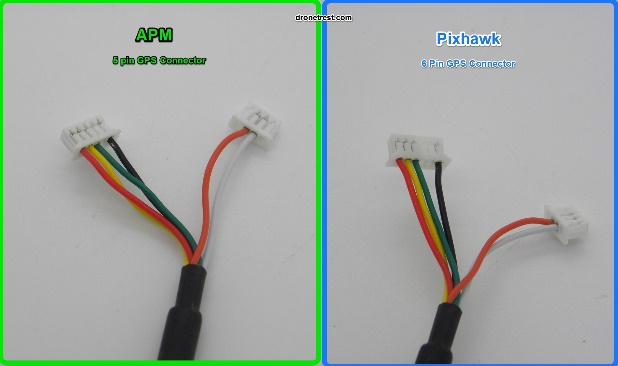 dronetrest.com
APM
5 pin GPS Connector
Pixhawk
6 Pin GPS Connector